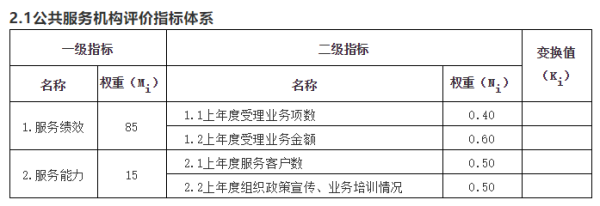 2.1公共服务机构评价指标体系
一级指标 二级指标 变换值
（Ki）
名称 权重（Mi） 名称 权重（Ni）
1.服务绩效 85 1.1上年度受理业务项数 0.40
1.2上年度受理业务金额 0.60
2.服务能力 15 2.1上年度服务客户数 0.50
2.2上年度组织政策宣传、业务培训情况 0.50